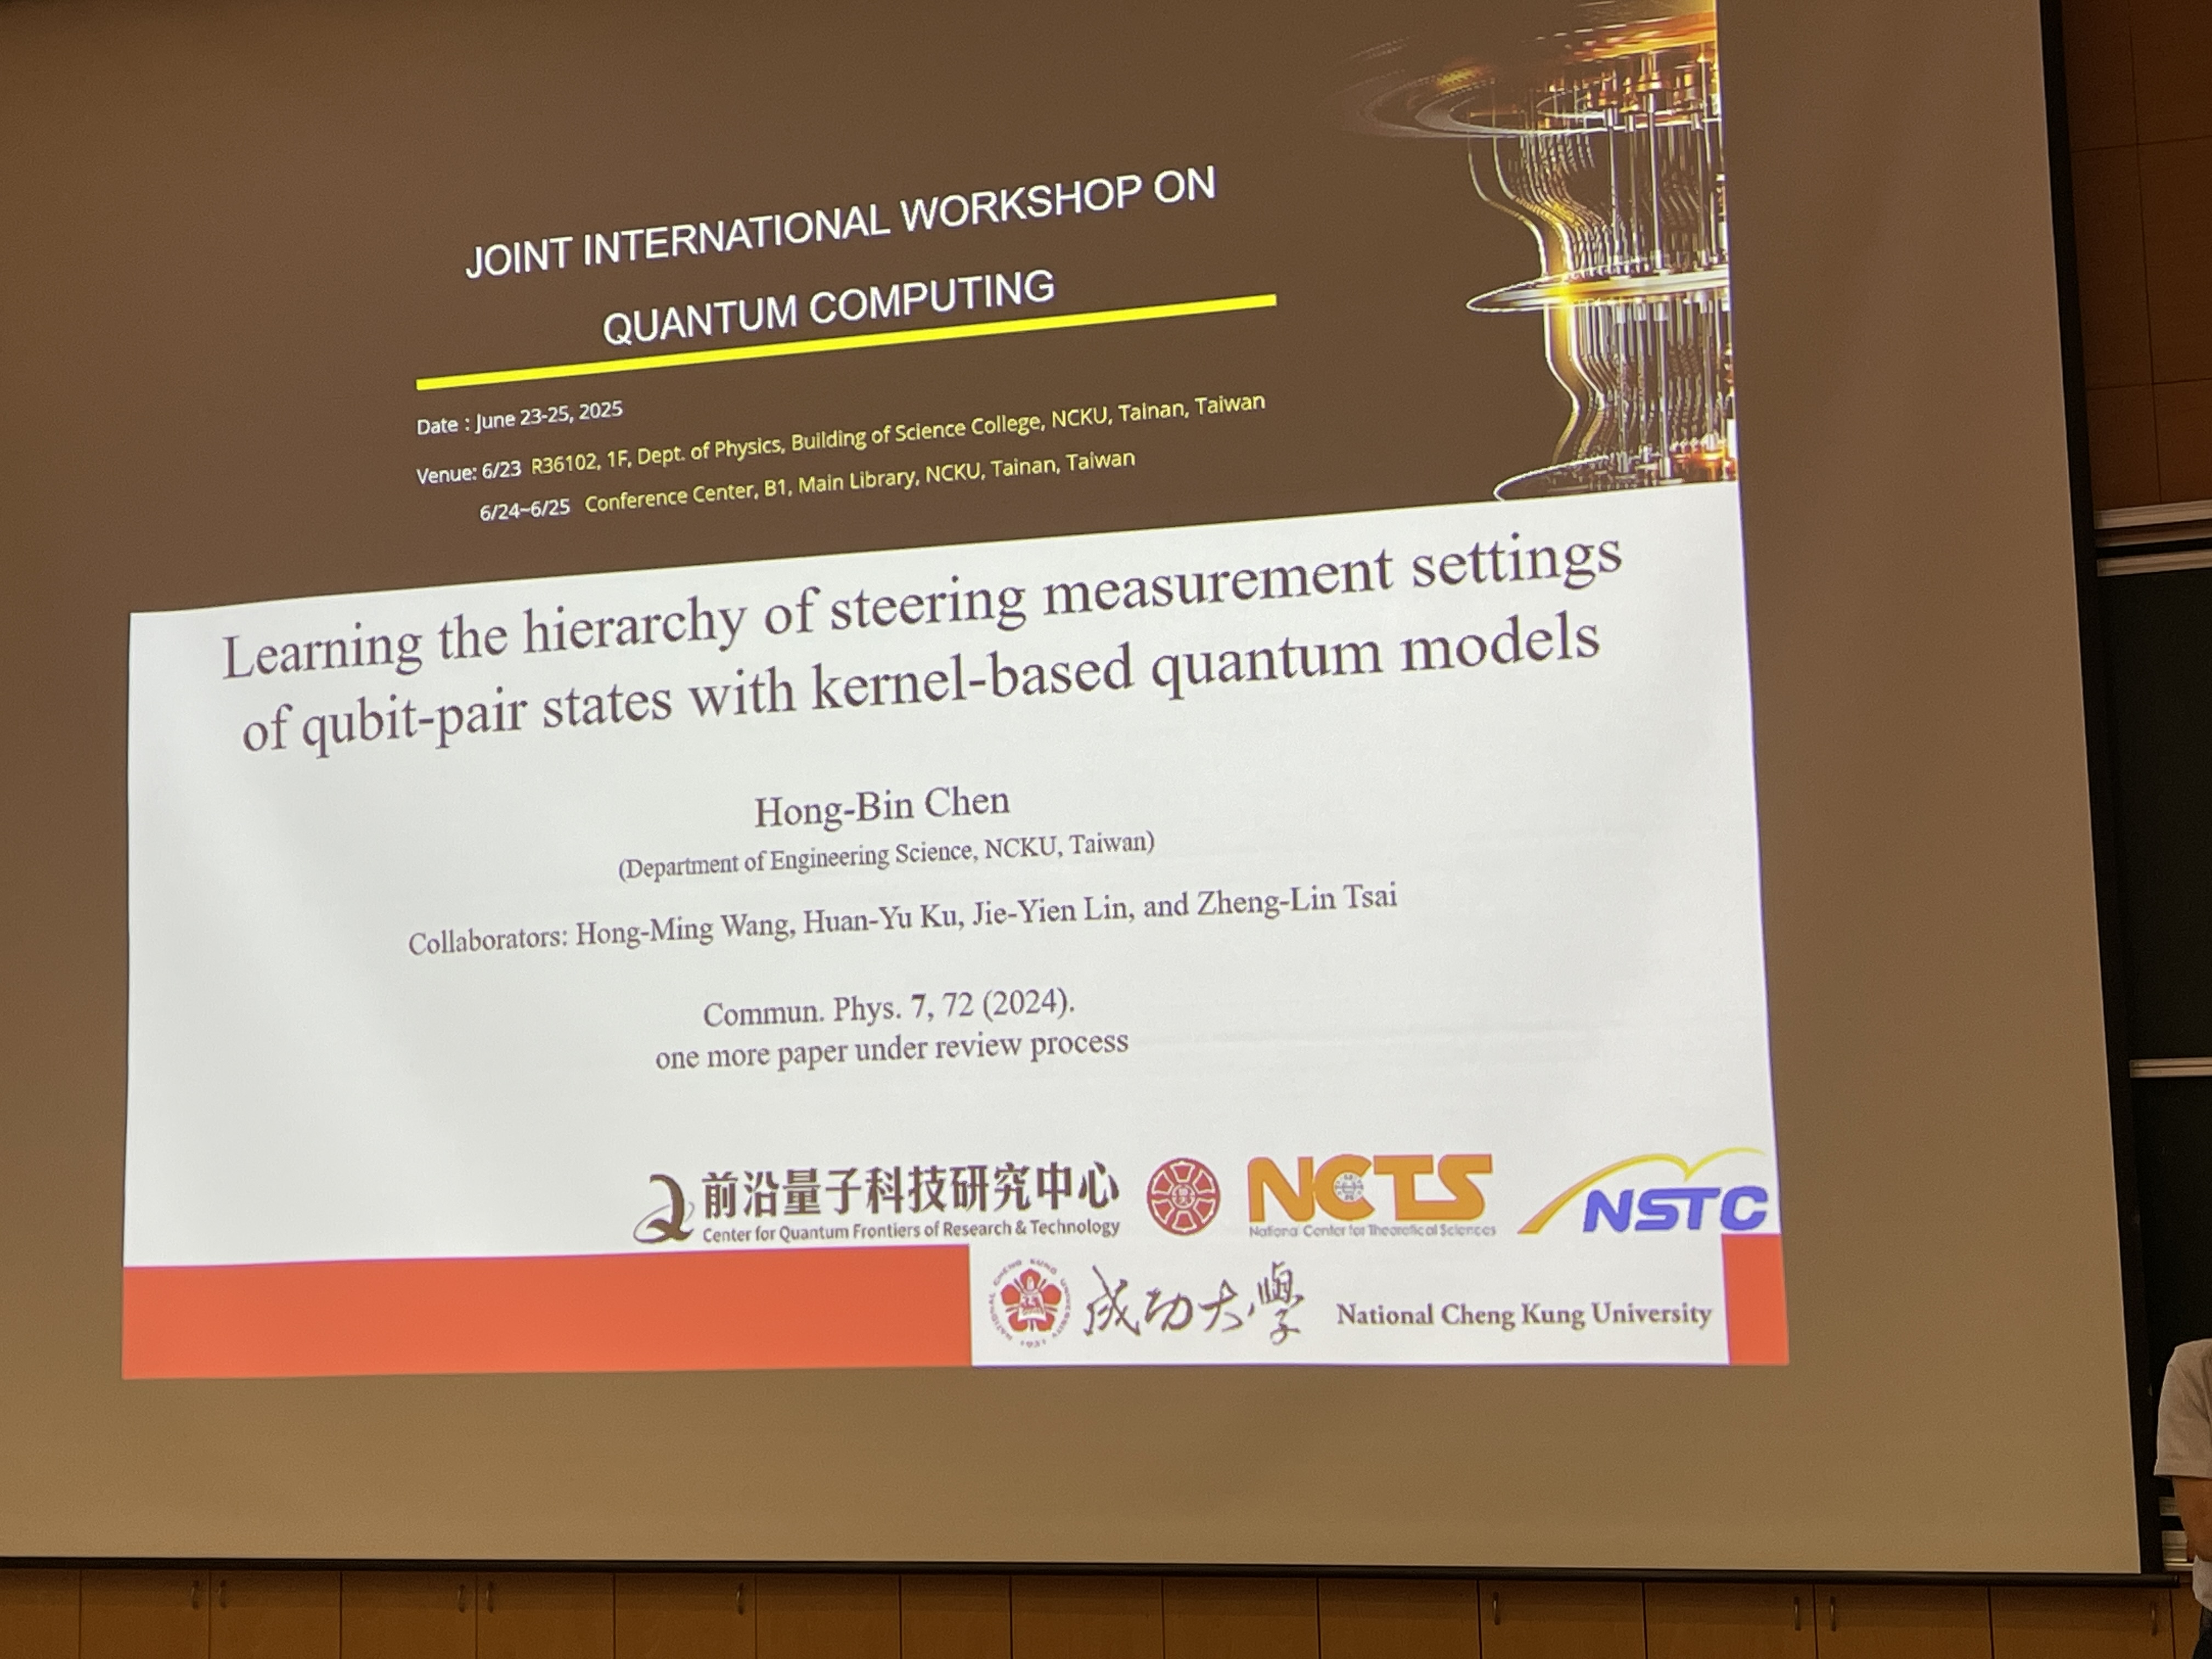 JOINT INTERNATIONAL WORKSHOP ON
QUANTUM COMPUTING
Date : June 23-25, 2025
Venue: 6/23 R36102, 1F, Dept. of Physics, Building of Science College, NCKU, Tainan, Taiwan
6/24~6/25 Conference Center, B1, Main Library, NCKU, Tainan, Taiwan
Learning the hierarchy of steering measurement settings
of qubit-pair states with kernel-based quantum models
Hong-Bin Chen
(Department of Engineering Science, NCKU, Taiwan)
Collaborators: Hong-Ming Wang, Huan-Yu Ku, Jie-Yien Lin, and Zheng-Lin Tsai
Commun. Phys. 7, 72 (2024).
one more paper under review process
前沿量子科技研究中心
Center for Quantum Frontiers of Research & Technology
NCTS
National Center for Theoretical Sciences
NSTC
成功大學
National Cheng Kung University